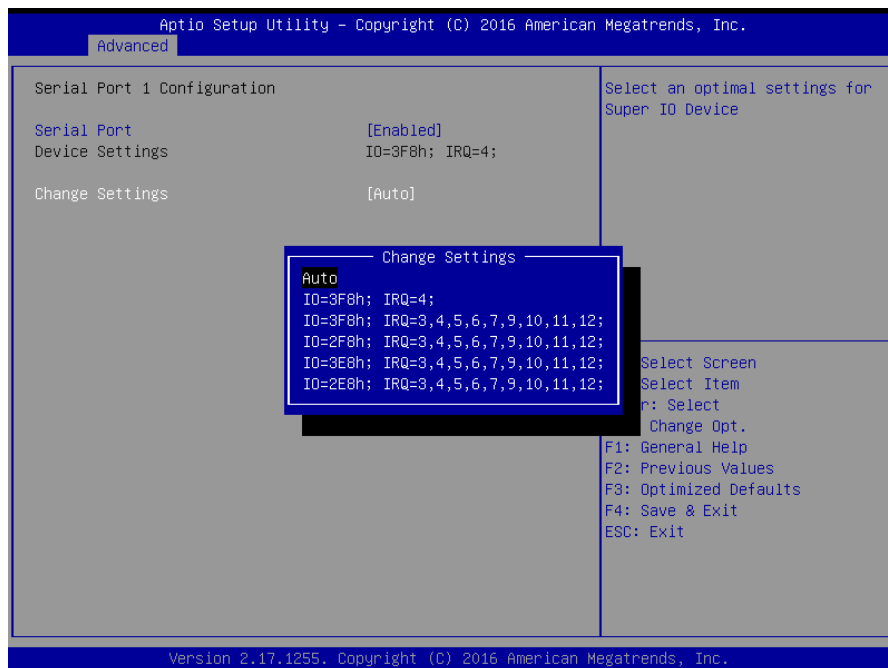 Aptio Setup Utility – Copyright (C) 2016 American Megatrends, Inc.
Advanced
Serial Port 1 Configuration
Serial Port [Enabled]
Device Settings IO=3F8h; IRQ=4;
Change Settings [Auto]
Change Settings
Auto
IO=3F8h; IRQ=4;
IO=3F8h; IRQ=3,4,5,6,7,9,10,11,12;
IO=2F8h; IRQ=3,4,5,6,7,9,10,11,12;
IO=3E8h; IRQ=3,4,5,6,7,9,10,11,12;
IO=2E8h; IRQ=3,4,5,6,7,9,10,11,12;
Select an optimal settings for
Super IO Device
Select Screen
Select Item
r: Select
Change Opt.
F1: General Help
F2: Previous Values
F3: Optimized Defaults
F4: Save & Exit
ESC: Exit
Version 2.17.1255. Copyright (C) 2016 American Megatrends, Inc.